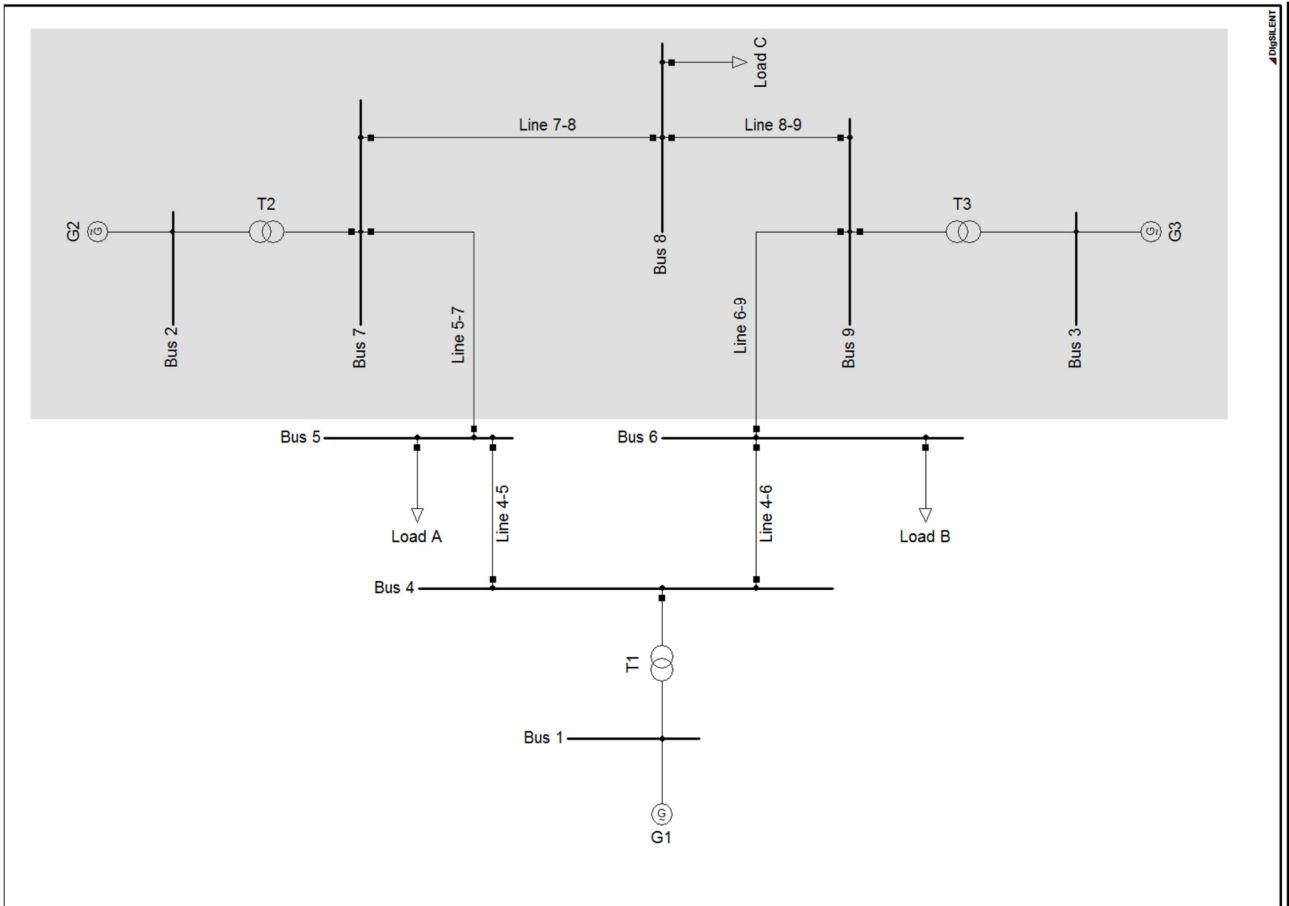 DIgSILENT
Load C
Line 7-8
Line 8-9
T2
T3
G2
G
G
G3
Bus 8
Bus 2
Bus 7
Line 5-7
Line 6-9
Bus 9
Bus 3
Bus 5
Bus 6
Line 4-5
Line 4-6
Load A
Load B
Bus 4
T1
Bus 1
G
G1